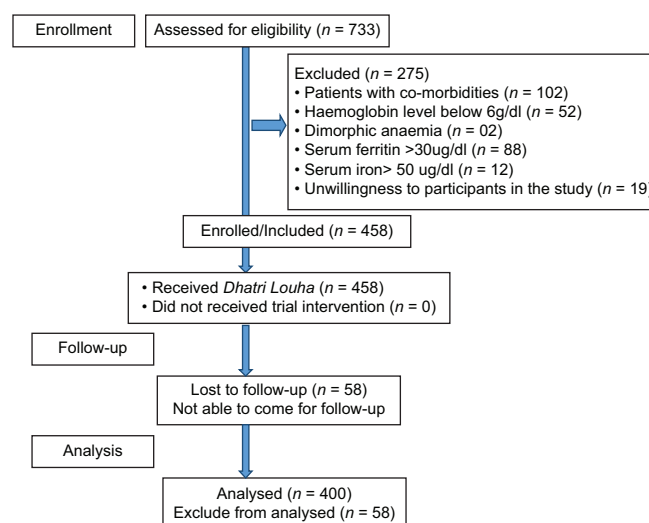 Enrollment
Assessed for eligibility (n = 733)
Excluded (n = 275)
• Patients with co-morbidities (n = 102)
• Haemoglobin level below 6g/dl (n = 52)
• Dimorphic anaemia (n = 02)
• Serum ferritin >30ug/dl (n = 88)
• Serum iron> 50 ug/dl (n = 12)
• Unwillingness to participants in the study (n = 19)
Enrolled/Included (n = 458)
• Received Dhatri Louha (n = 458)
• Did not received trial intervention (n = 0)
Follow-up
Lost to follow-up (n = 58)
Not able to come for follow-up
Analysis
Analysed (n = 400)
Exclude from analysed (n = 58)